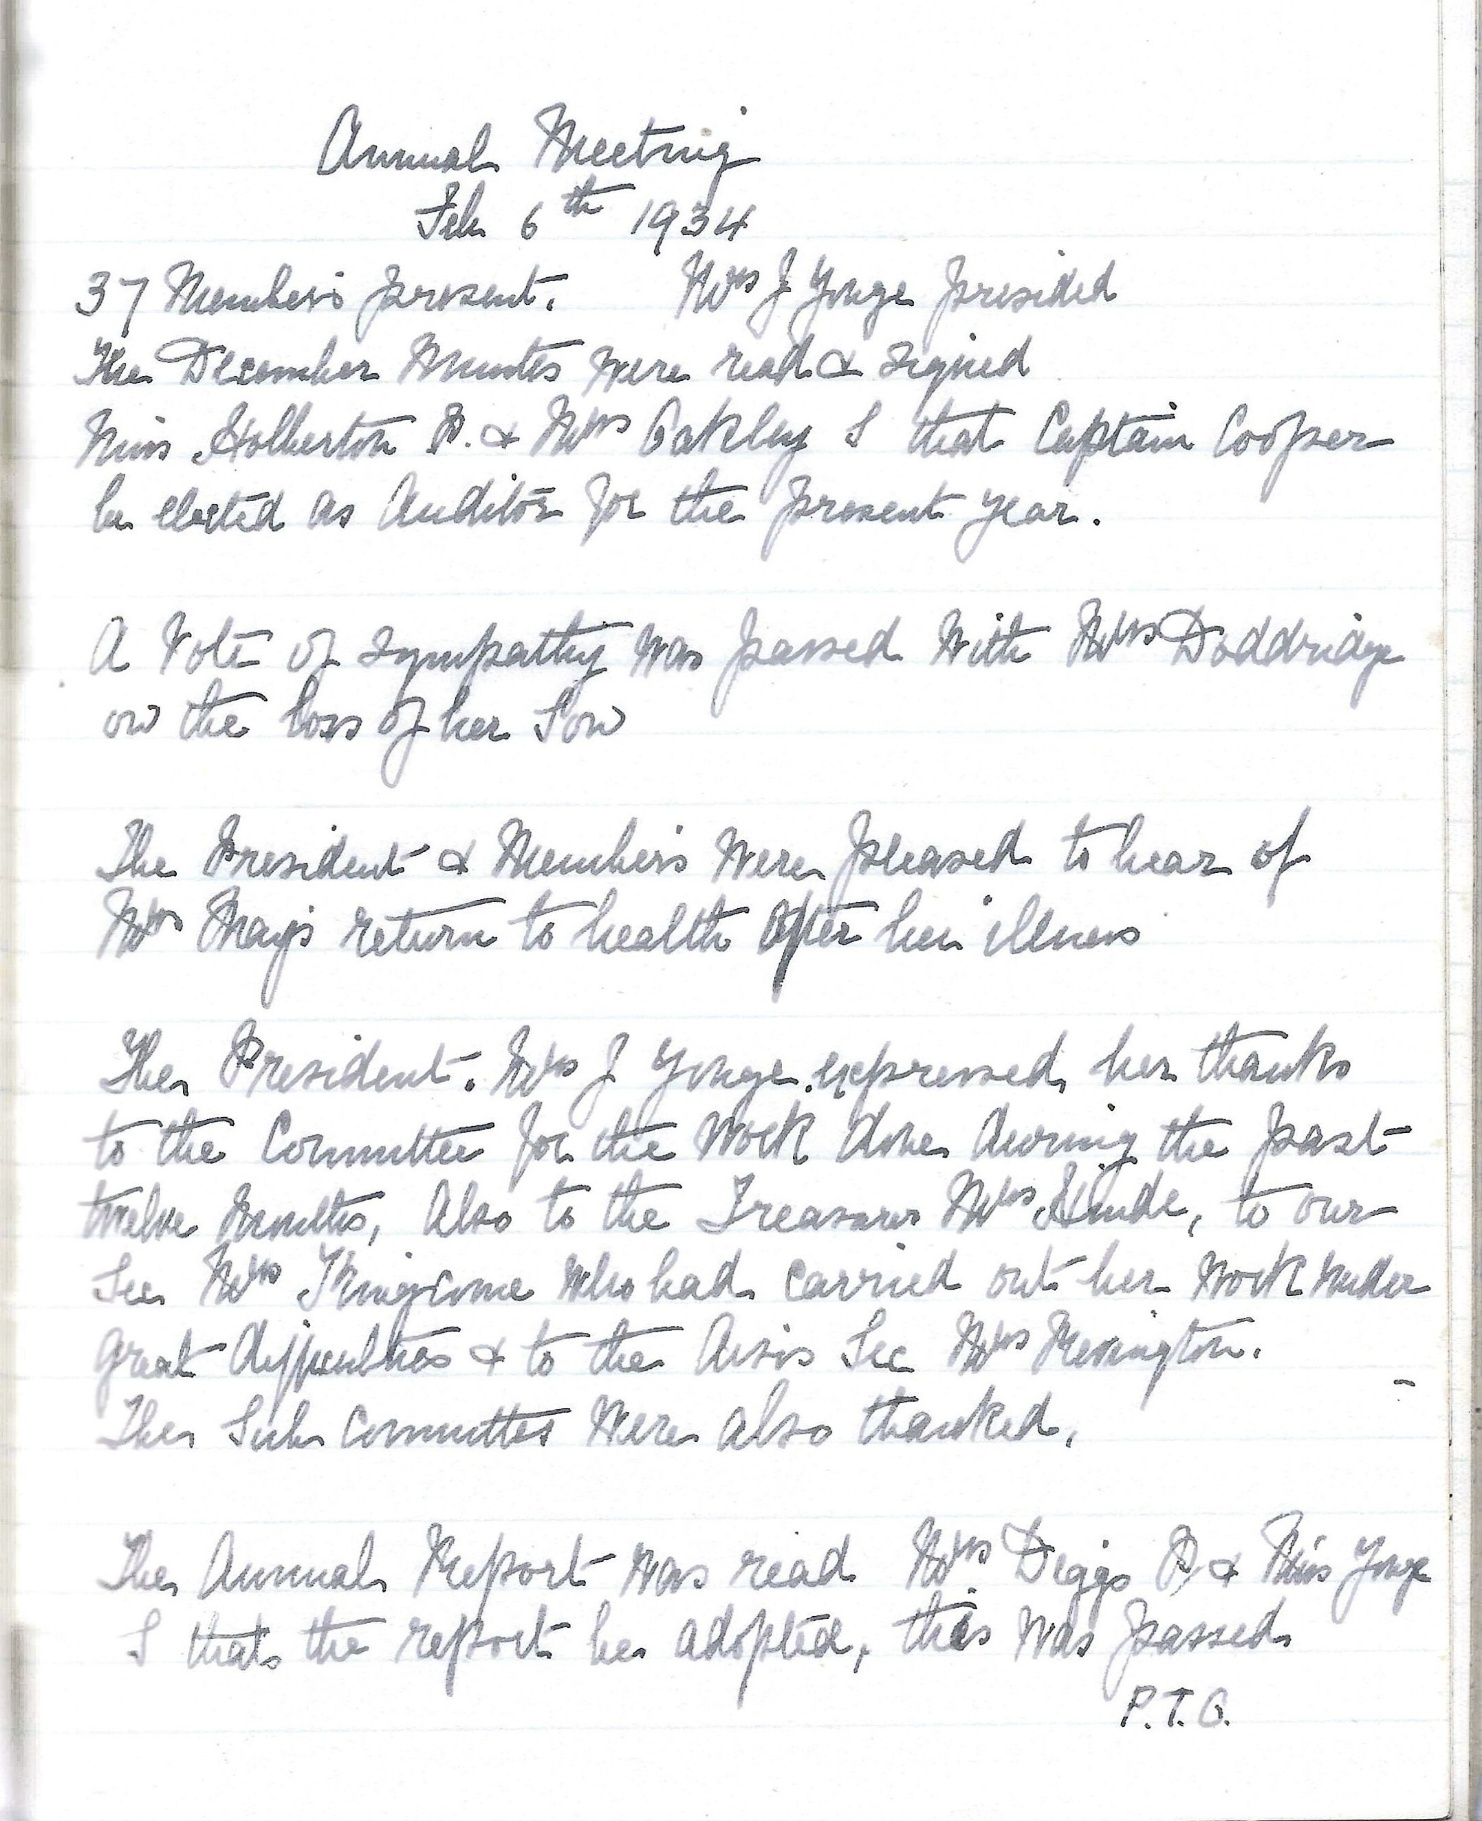 Annual Meeting
Feb 6th 1934
37 Members present. Mrs J Yonge presided
The December Minutes were read & signed
Miss Holberton P. & Mrs Oakley S that Captain Cooper
be elected as Auditor for the present year.
A Vote of sympathy was passed with Mrs Doddridge
on the loss of her Son
The President & Members were pleased to hear of
Mrs Mays return to health after her illness
The President. Mrs J Yonge. expressed her thanks
to the Committee for the work done during the past
twelve months, also to the Treasurer Mrs Hinde, to our
Sec Mrs Kingcome who had carried out her work under
great difficulties & to the Assis Sec Mrs
The Sub Committee were also thanked.
The Annual Report was read Mrs Diggs P & Miss Yonge
S that the report be adopted, this was passed
P.T.O.